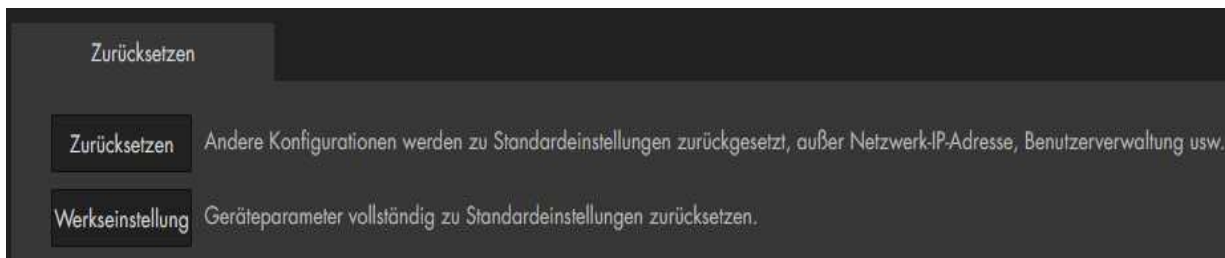 Zurücksetzen
Zurücksetzen Andere Konfigurationen werden zu Standardeinstellungen zurückgesetzt, außer Netzwerk-IP-Adresse, Benutzerverwaltung usw.
Werkseinstellung Geräteparameter vollständig zu Standardeinstellungen zurücksetzen.